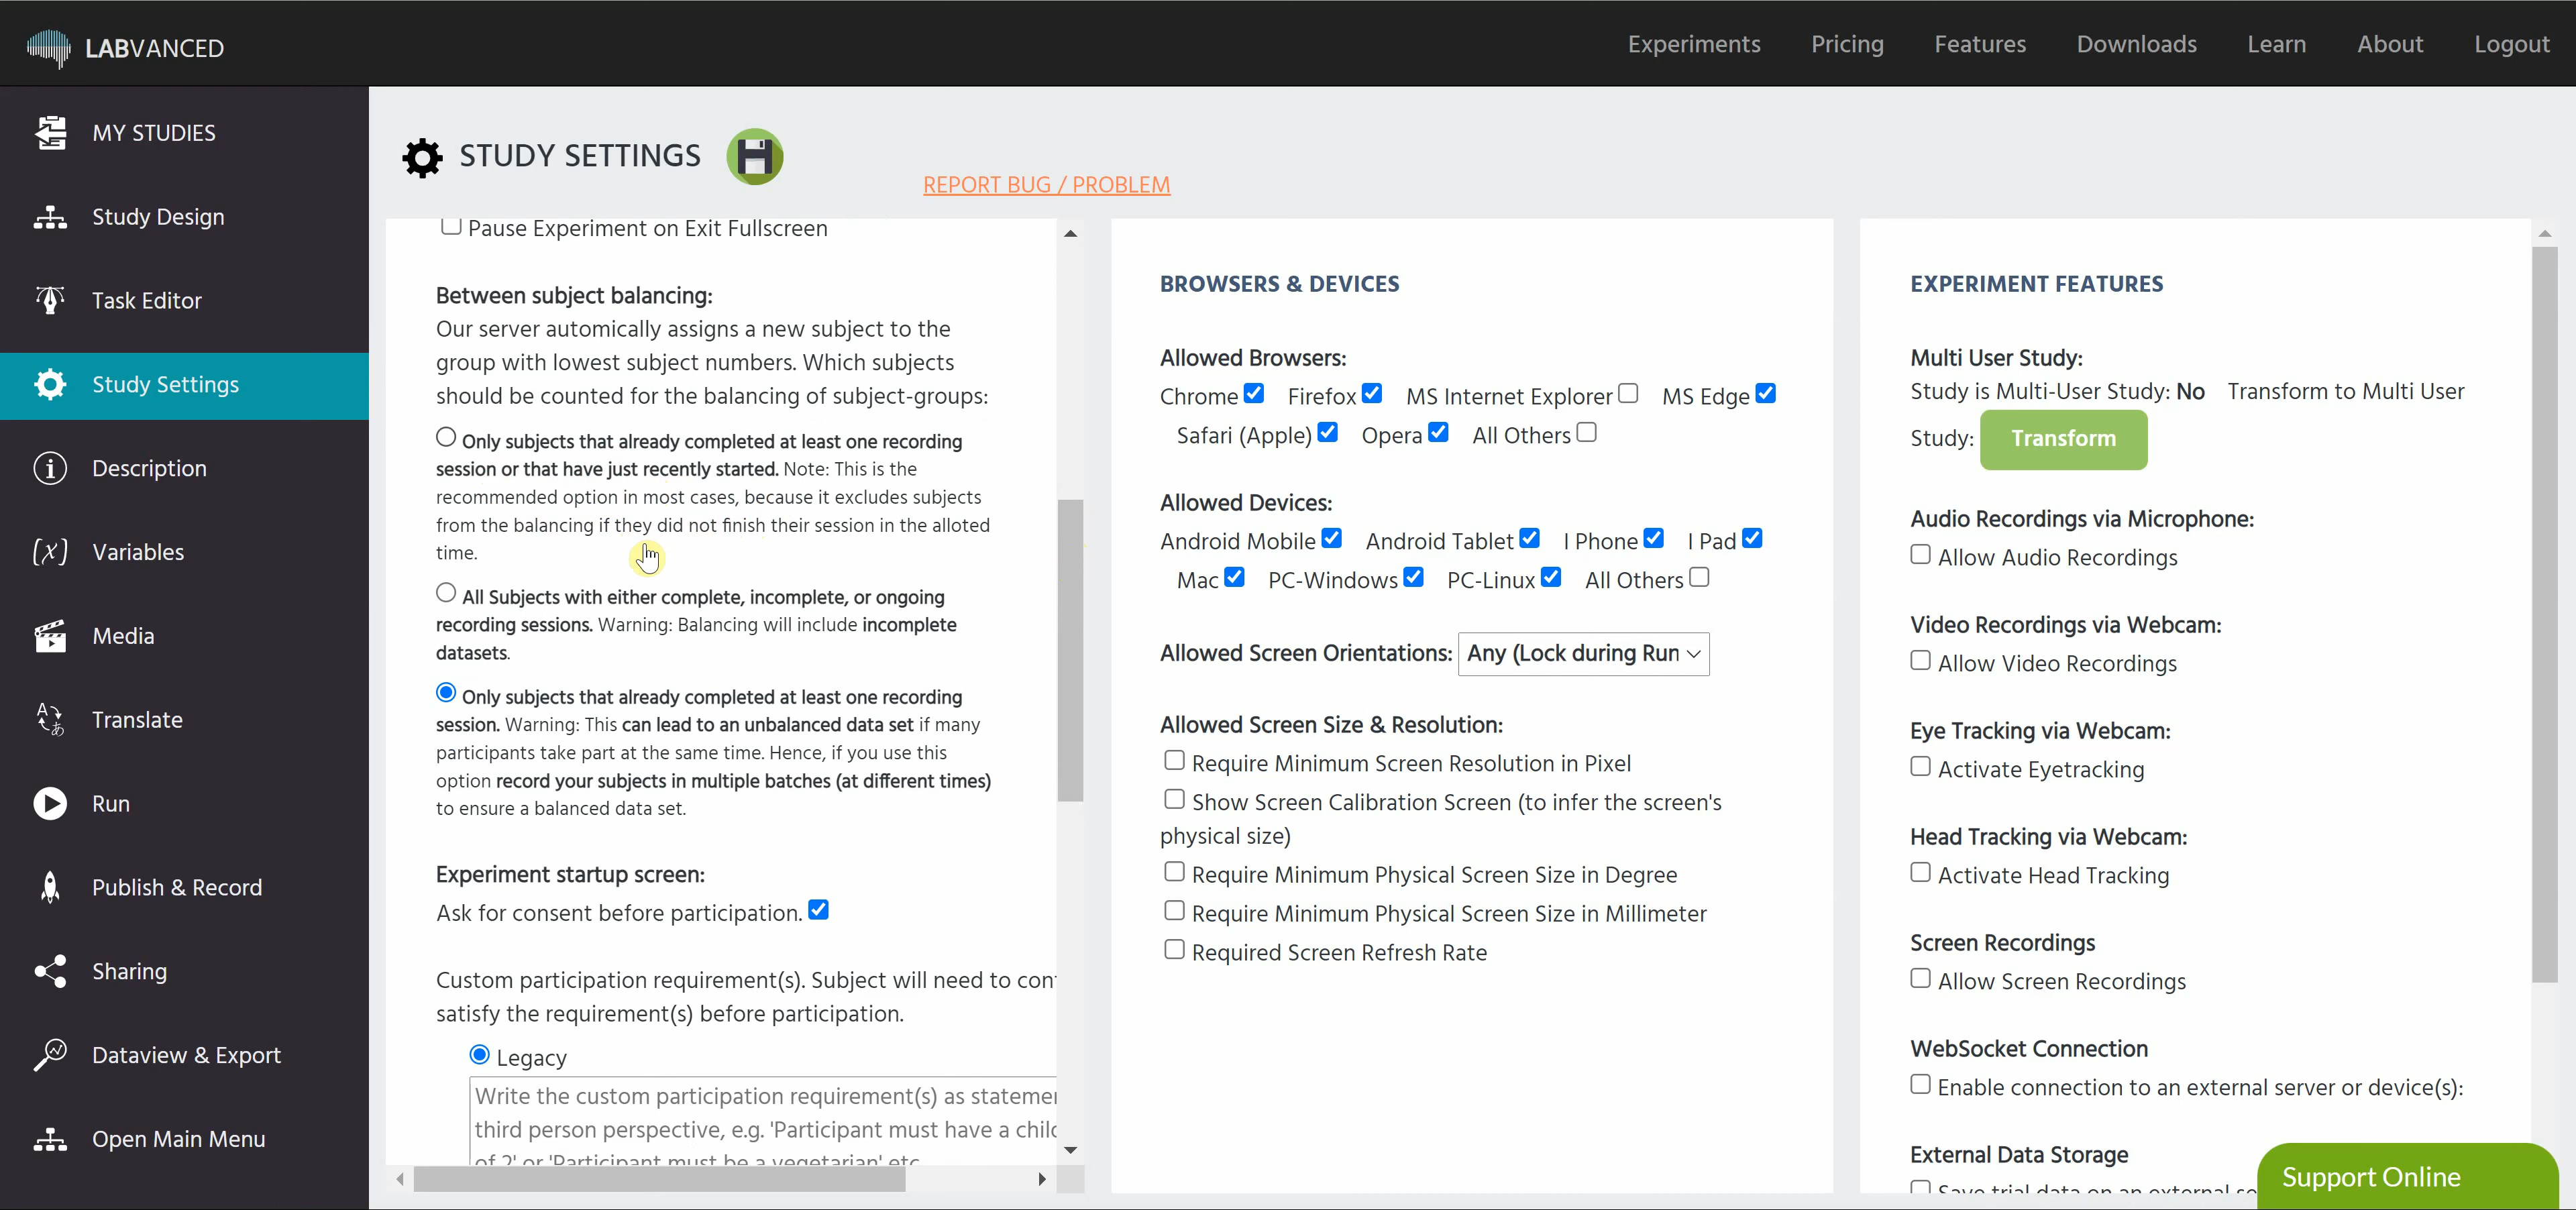 LABVANCED
Experiments Pricing Features Downloads Learn About Logout
MY STUDIES
Study Design
Task Editor
Study Settings
Description
Variables
Media
Translate
Run
Publish & Record
Sharing
Dataview & Export
Open Main Menu
STUDY SETTINGS
REPORT BUG / PROBLEM
Pause Experiment on Exit Fullscreen
Between subject balancing:
Our server automically assigns a new subject to the
group with lowest subject numbers. Which subjects
should be counted for the balancing of subject-groups:
Only subjects that already completed at least one recording
session or that have just recently started. Note: This is the
recommended option in most cases, because it excludes subjects
from the balancing if they did not finish their session in the alloted
time.
All Subjects with either complete, incomplete, or ongoing
recording sessions. Warning: Balancing will include incomplete
datasets.
Only subjects that already completed at least one recording
session. Warning: This can lead to an unbalanced data set if many
participants take part at the same time. Hence, if you use this
option record your subjects in multiple batches (at different times)
to ensure a balanced data set.
Experiment startup screen:
Ask for consent before participation.
Custom participation requirement(s). Subject will need to con
satisfy the requirement(s) before participation.
Legacy
Write the custom participation requirement(s) as stateme
third person perspective, e.g. 'Participant must have a chil
of 2' or 'Participant must be a vegetarian' etc
BROWSERS & DEVICES
Allowed Browsers:
Chrome Firefox MS Internet Explorer MS Edge
Safari (Apple) Opera All Others
Allowed Devices:
Android Mobile Android Tablet I Phone I Pad
Mac PC-Windows PC-Linux All Others
Allowed Screen Orientations: Any (Lock during Run
Allowed Screen Size & Resolution:
Require Minimum Screen Resolution in Pixel
Show Screen Calibration Screen (to infer the screen's
physical size)
Require Minimum Physical Screen Size in Degree
Require Minimum Physical Screen Size in Millimeter
Required Screen Refresh Rate
EXPERIMENT FEATURES
Multi User Study:
Study is Multi-User Study: No Transform to Multi User
Study: Transform
Audio Recordings via Microphone:
Allow Audio Recordings
Video Recordings via Webcam:
Allow Video Recordings
Eye Tracking via Webcam:
Activate Eyetracking
Head Tracking via Webcam:
Activate Head Tracking
Screen Recordings
Allow Screen Recordings
WebSocket Connection
Enable connection to an external server or device(s):
External Data Storage
Save trial data on an external se
Support Online